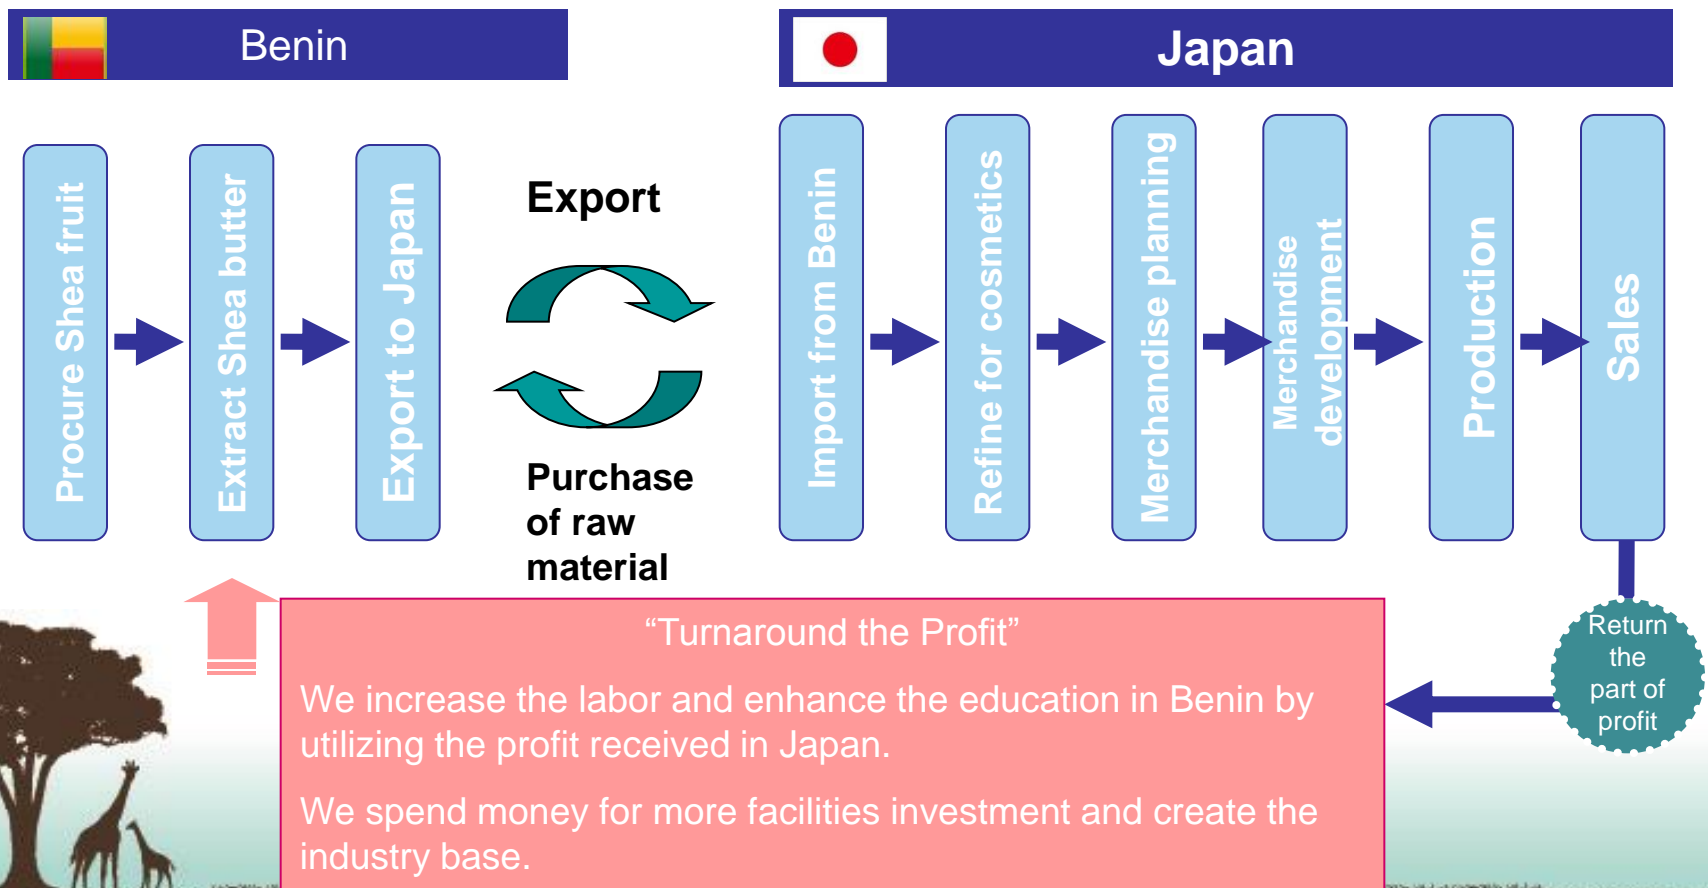 Benin
Japan
Procure Shea fruit
Extract Shea butter
Export to Japan
Export
Purchase
of raw
material
Import from Benin
Refine for cosmetics
Merchandise planning
Merchandise
development
Production
Sales
Return
the
part of
profit
“Turnaround the Profit”
We increase the labor and enhance the education in Benin by
utilizing the profit received in Japan.
We spend money for more facilities investment and create the
industry base.